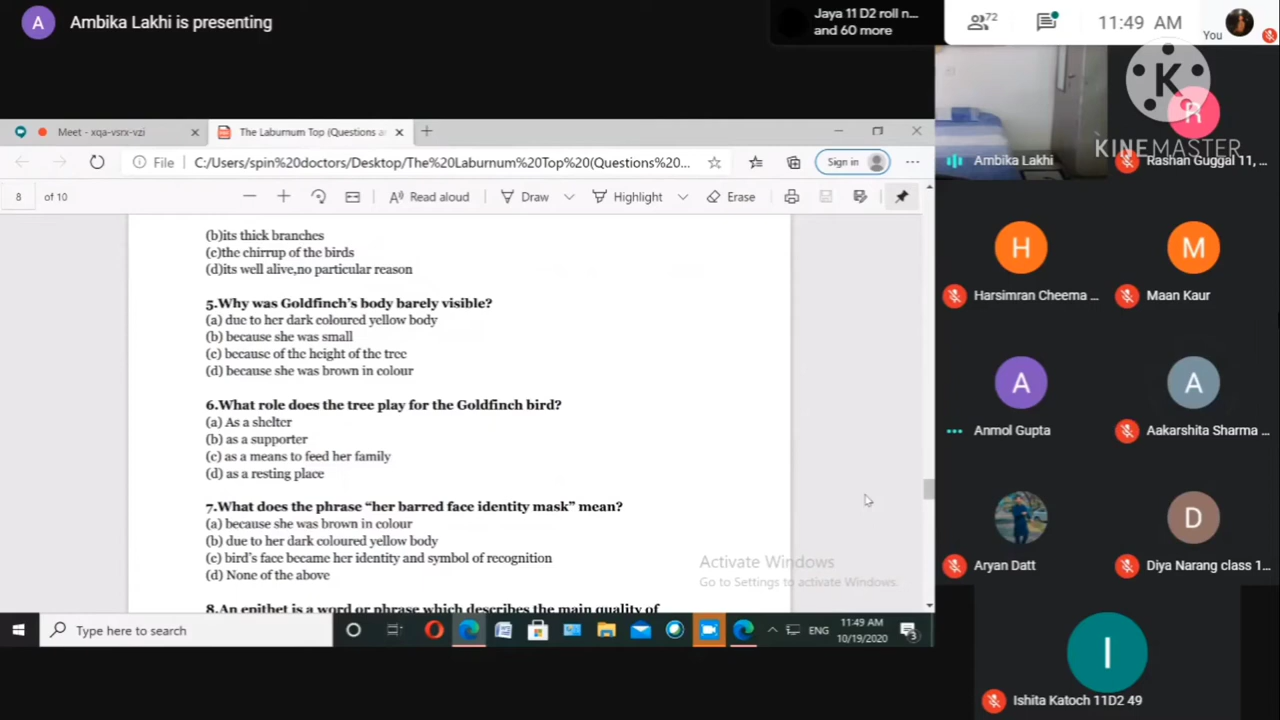 A
Ambika Lakhi is presenting
Jaya 11 D2 roll n...
and 60 more
72
11:49 AM
You
Meet - xqa-vsrx-vzi
The Laburnum Top (Questions a
File
C:/Users/spin%20doctors/Desktop/The%20Laburnum%20Top%20(Questions%20...
Sign in
8
of 10
Read aloud
Draw
Highlight
Erase
(b)its thick branches
(c)the chirrup of the birds
(d)its well alive,no particular reason
5.Why was Goldfinch's body barely visible?
(a) due to her dark coloured yellow body
(b) because she was small
(c) because of the height of the tree
(d) because she was brown in colour
6.What role does the tree play for the Goldfinch bird?
(a) As a shelter
(b) as a supporter
(c) as a means to feed her family
(d) as a resting place
7.What does the phrase “her barred face identity mask” mean?
(a) because she was brown in colour
(b) due to her dark coloured yellow body
(c) bird's face became her identity and symbol of recognition
(d) None of the above
8.An epithet is a word or phrase which describes the main quality of
Activate Windows
Go to Settings to activate Windows.
Type here to search
ENG
11:49 AM
10/19/2020
3
K
KINEMASTER
R
Ambika Lakhi
Rashan Guggal 11, ...
H
M
Harsimran Cheema ...
Maan Kaur
A
A
Anmol Gupta
Aakarshita Sharma ...
D
Aryan Datt
Diya Narang class 1...
I
Ishita Katoch 11D2 49